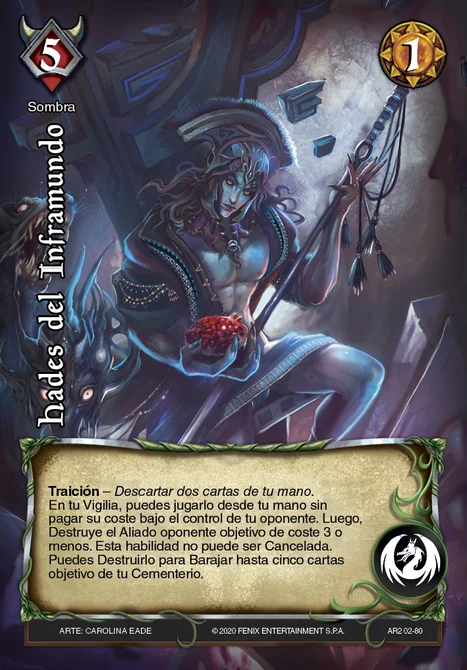 5
1
Sombra
Hades del Inframundo
Traición – Descartar dos cartas de tu mano.
En tu Vigilia, puedes jugarlo desde tu mano sin
pagar su coste bajo el control de tu oponente. Luego,
Destruye el Aliado oponente objetivo de coste 3 o
menos. Esta habilidad no puede ser Cancelada.
Puedes Destruirlo para Barajar hasta cinco cartas
objetivo de tu Cementerio.
ARTE: CAROLINA EADE
© 2020 FENIX ENTERTAINMENT S.P.A.
AR2 02-80